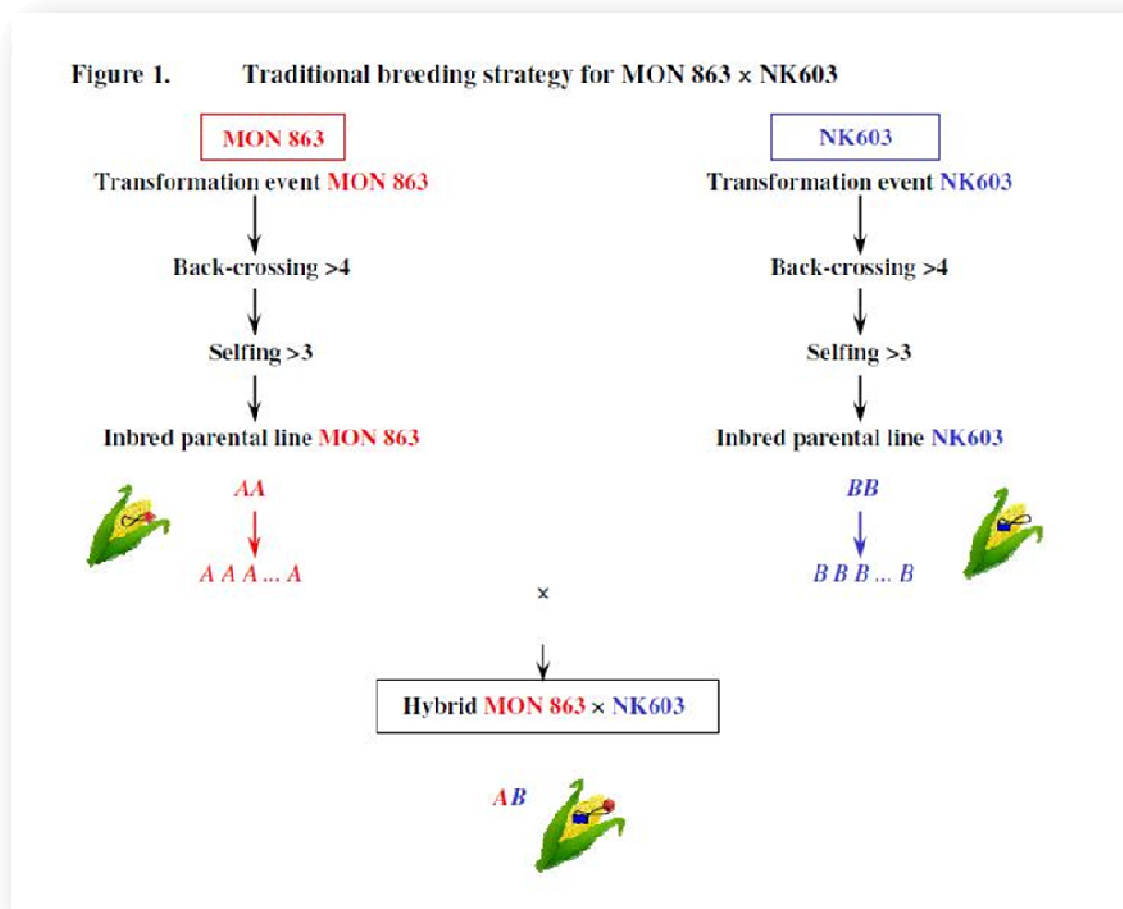 Figure 1. Traditional breeding strategy for MON 863 x NK603
MON 863
Transformation event MON 863
Back-crossing >4
Selfing >3
Inbred parental line MON 863
AA
A A A ... A
NK603
Transformation event NK603
Back-crossing >4
Selfing >3
Inbred parental line NK603
BB
B B B ... B
x
Hybrid MON 863 x NK603
AB